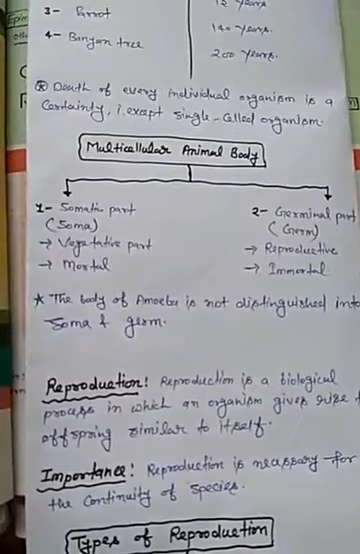 3- Parrot 140 years.
4- Banyan tree 200 years.
Death of every individual organism is a
Certainty, i.except single-celled organism.
Multicellular Animal Body
1- Somatic part 2- Germinal part
(Soma) (Germ)
→ Vegetative part → Reproductive
→ Mortal → Immortal
* The body of Amoeba is not distinguished into
Soma & germ.
Reproduction! Reproduction is a biological
process in which an organism gives rise t
offspring similar to itself.
Importance! Reproduction is necessary for
the continuity of species.
Types of Reproduction